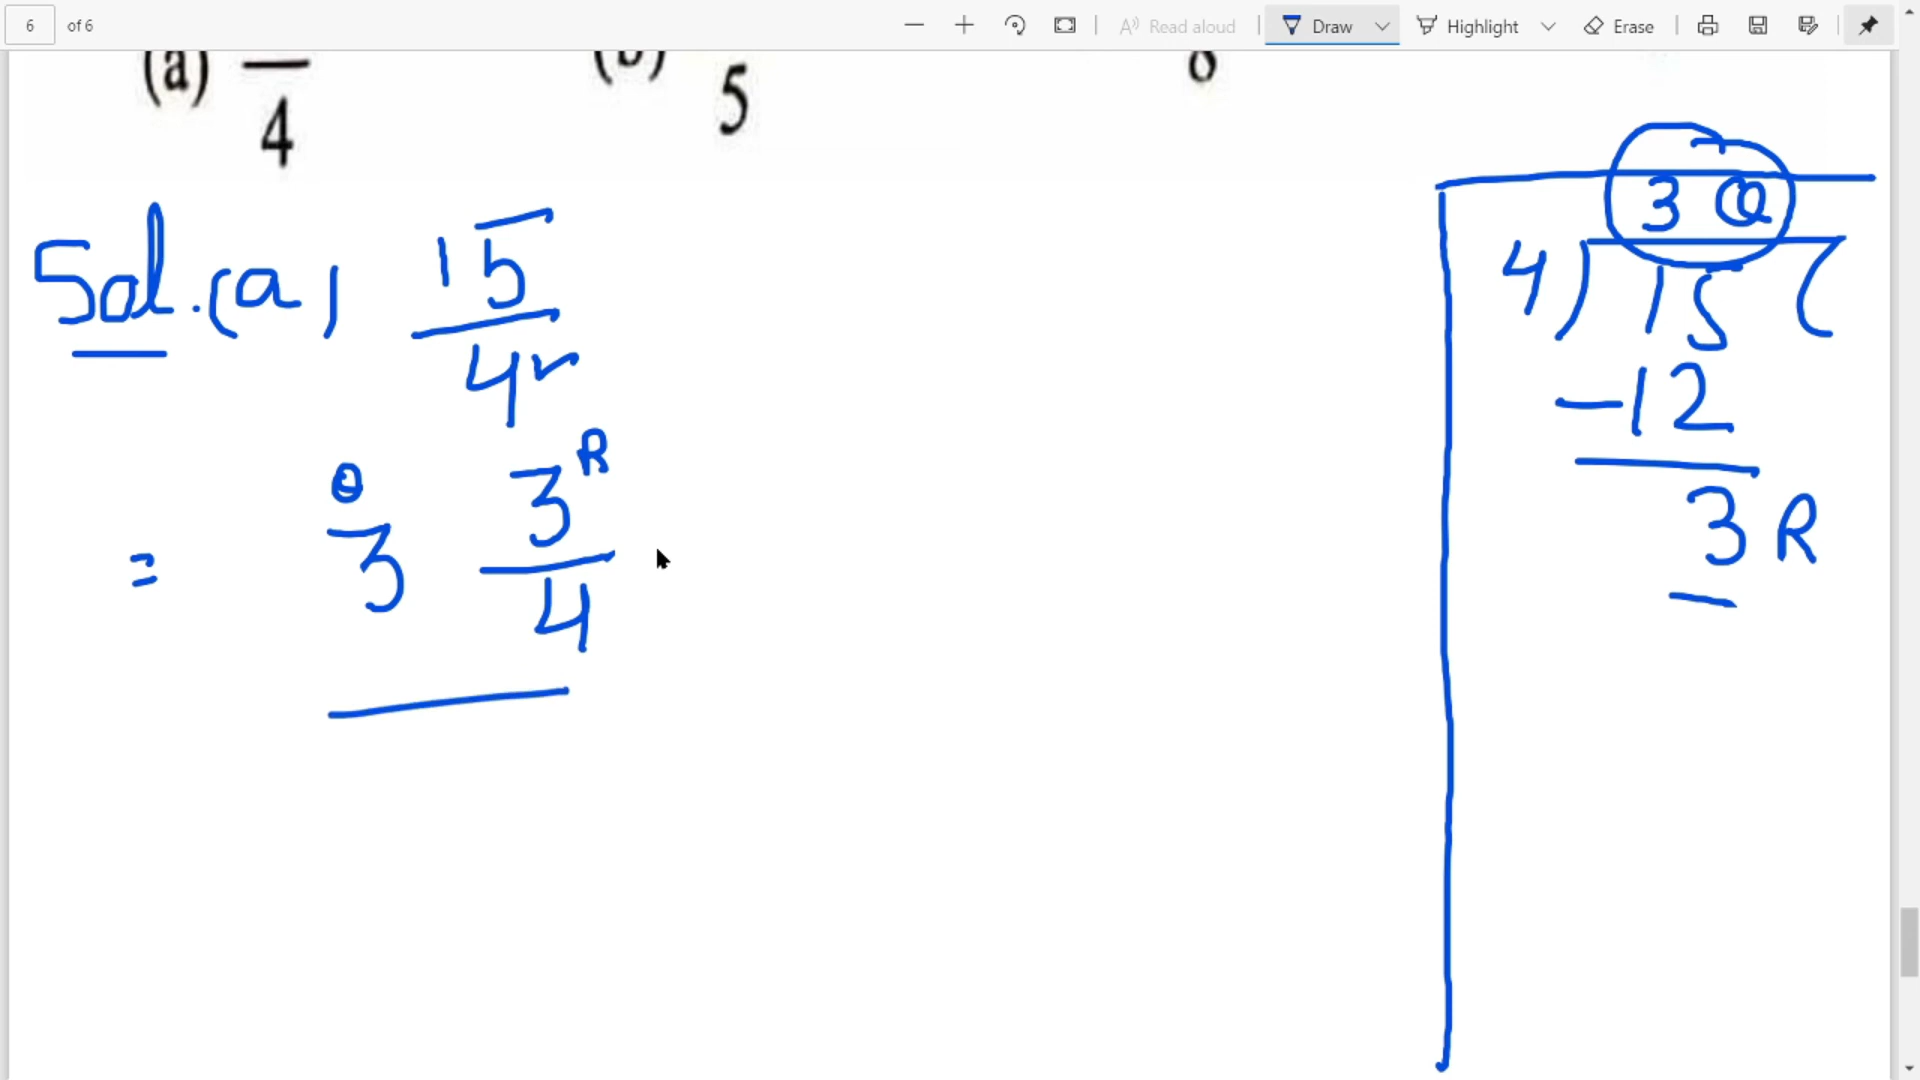 6 of 6 Read aloud Draw Highlight Erase
(a) 4 5
Sol. (a) 15/4
= Q 3 3/4 R
3 Q
4 ) 15 (
-12
3 R